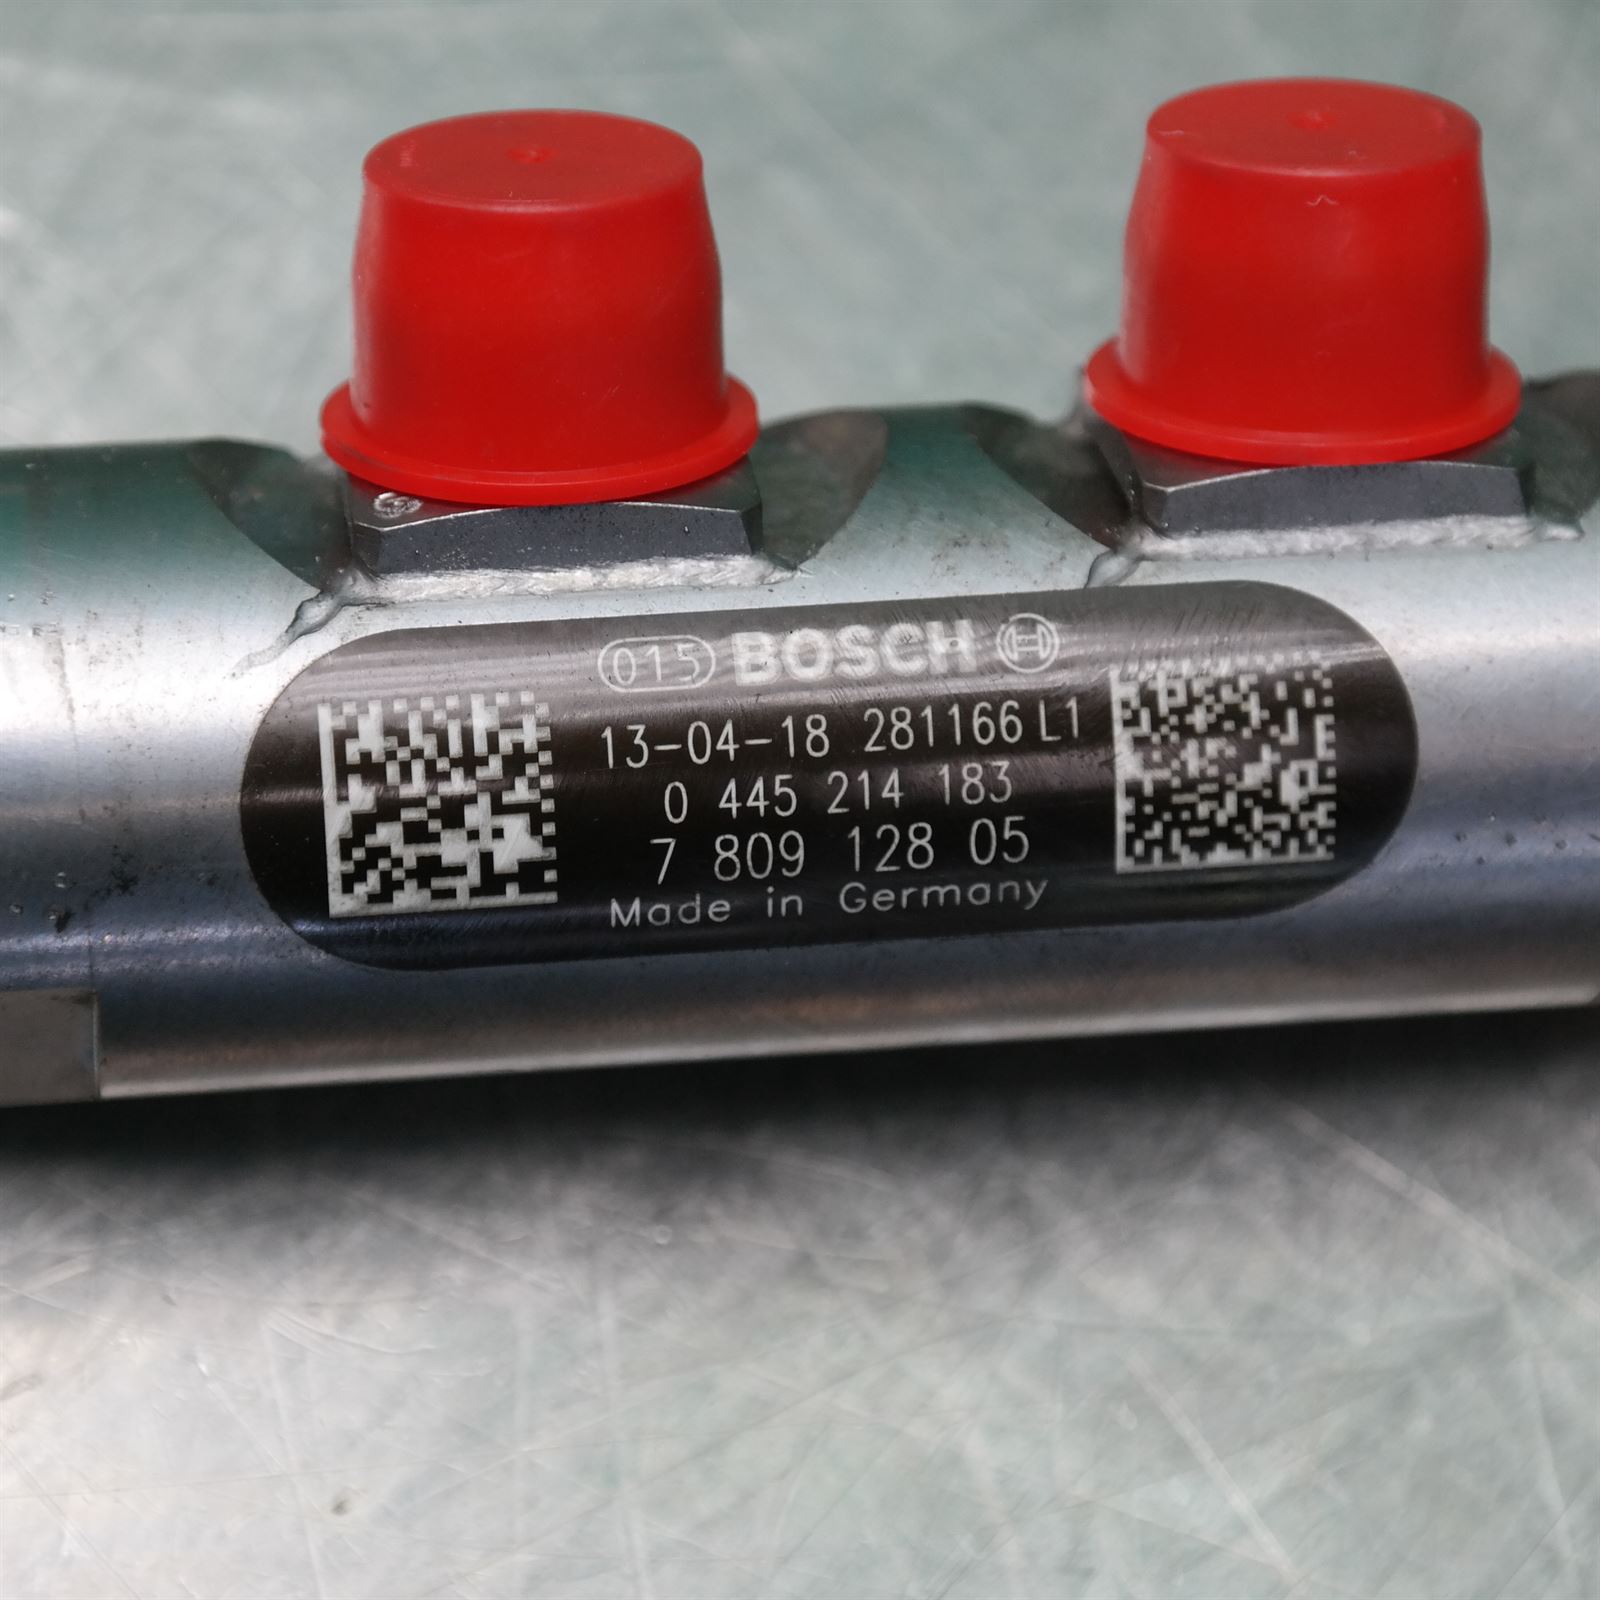 015 BOSCH
13-04-18 281166 L1
0 445 214 183
7 809 128 05
Made in Germany